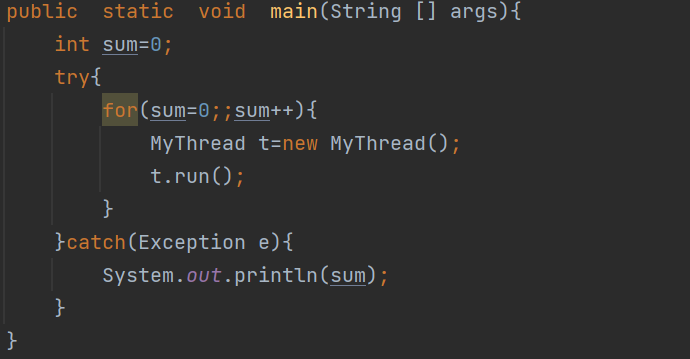 public  static  void  main(String [] args){
    int sum=0;
    try{
        for(sum=0;;sum++){
            MyThread t=new MyThread();
            t.run();
        }
    }catch(Exception e){
        System.out.println(sum);
    }
}